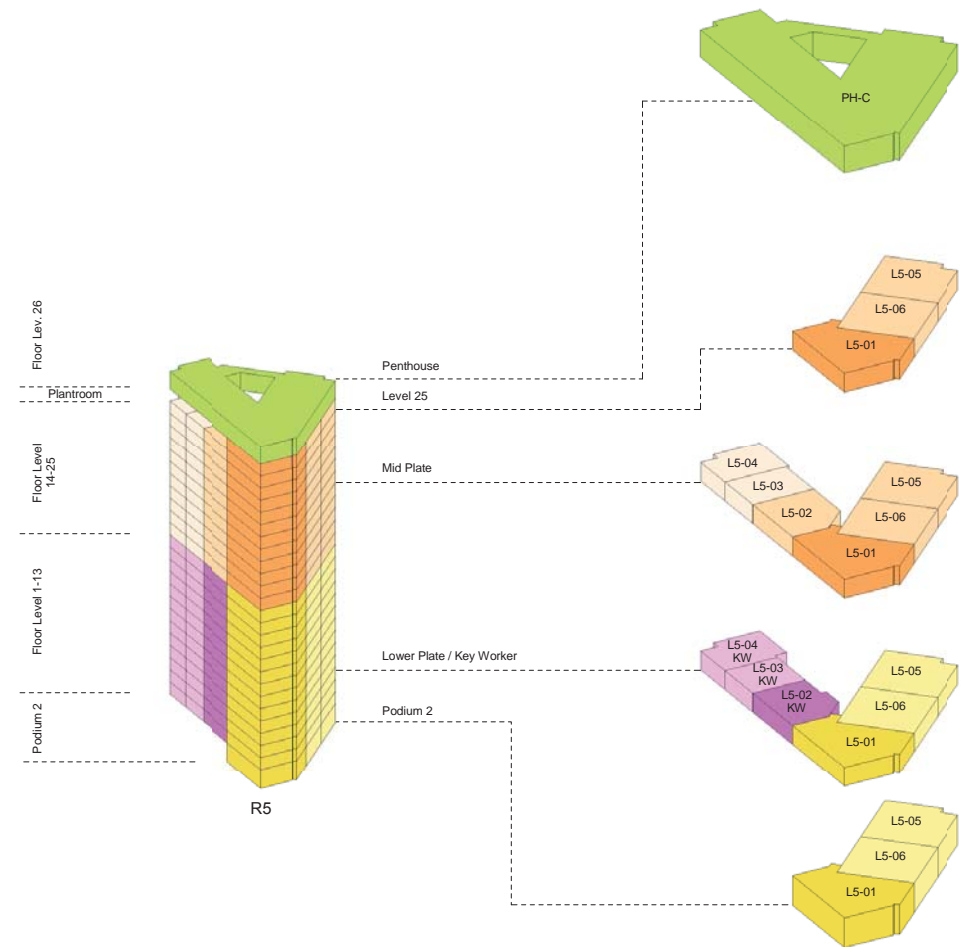 PH-C
L5-05
L5-06
L5-01
Floor Lev. 26
Penthouse
Plantroom
Level 25
Floor Level
14-25
Mid Plate
L5-04
L5-03
L5-02
L5-05
L5-06
L5-01
Floor Level 1-13
Lower Plate / Key Worker
L5-04
KW
L5-03
KW
L5-02
KW
L5-05
L5-06
L5-01
Podium 2
Podium 2
R5
L5-05
L5-06
L5-01